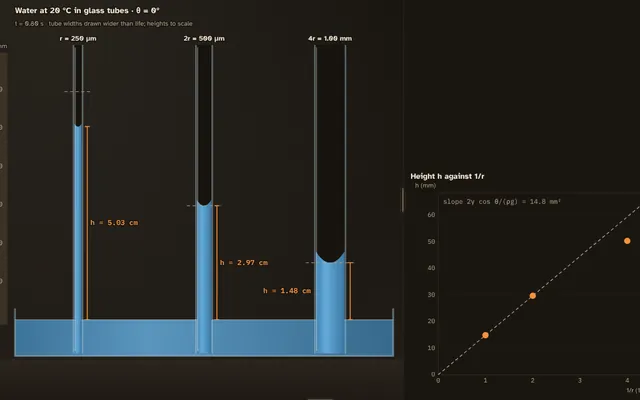 Water at 20 °C in glass tubes · θ = 0°
t = 0.60 s · tube widths drawn wider than life; heights to scale
r = 250 µm
2r = 500 µm
4r = 1.00 mm
h = 5.03 cm
h = 2.97 cm
h = 1.48 cm
Height h against 1/r
h (mm)
slope 2γ cos θ/(ρg) = 14.8 mm²
60
50
40
30
20
10
0
0 1 2 3 4